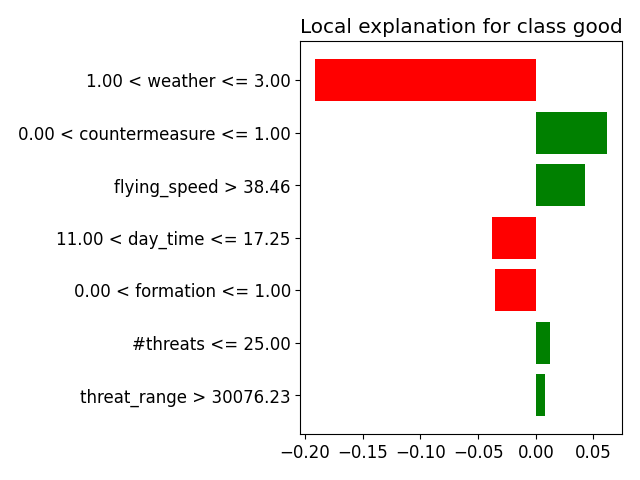 Local explanation for class good
1.00 < weather <= 3.00
0.00 < countermeasure <= 1.00
flying_speed > 38.46
11.00 < day_time <= 17.25
0.00 < formation <= 1.00
#threats <= 25.00
threat_range > 30076.23
−0.20 −0.15 −0.10 −0.05 0.00 0.05